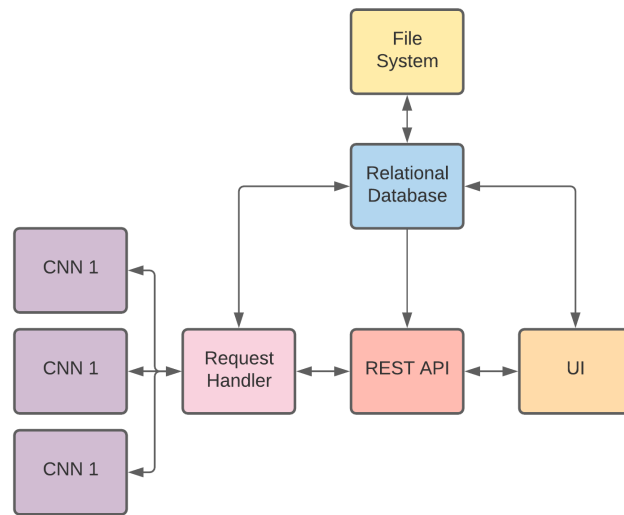 File
System
Relational
Database
CNN 1
CNN 1
CNN 1
Request
Handler
REST API
UI